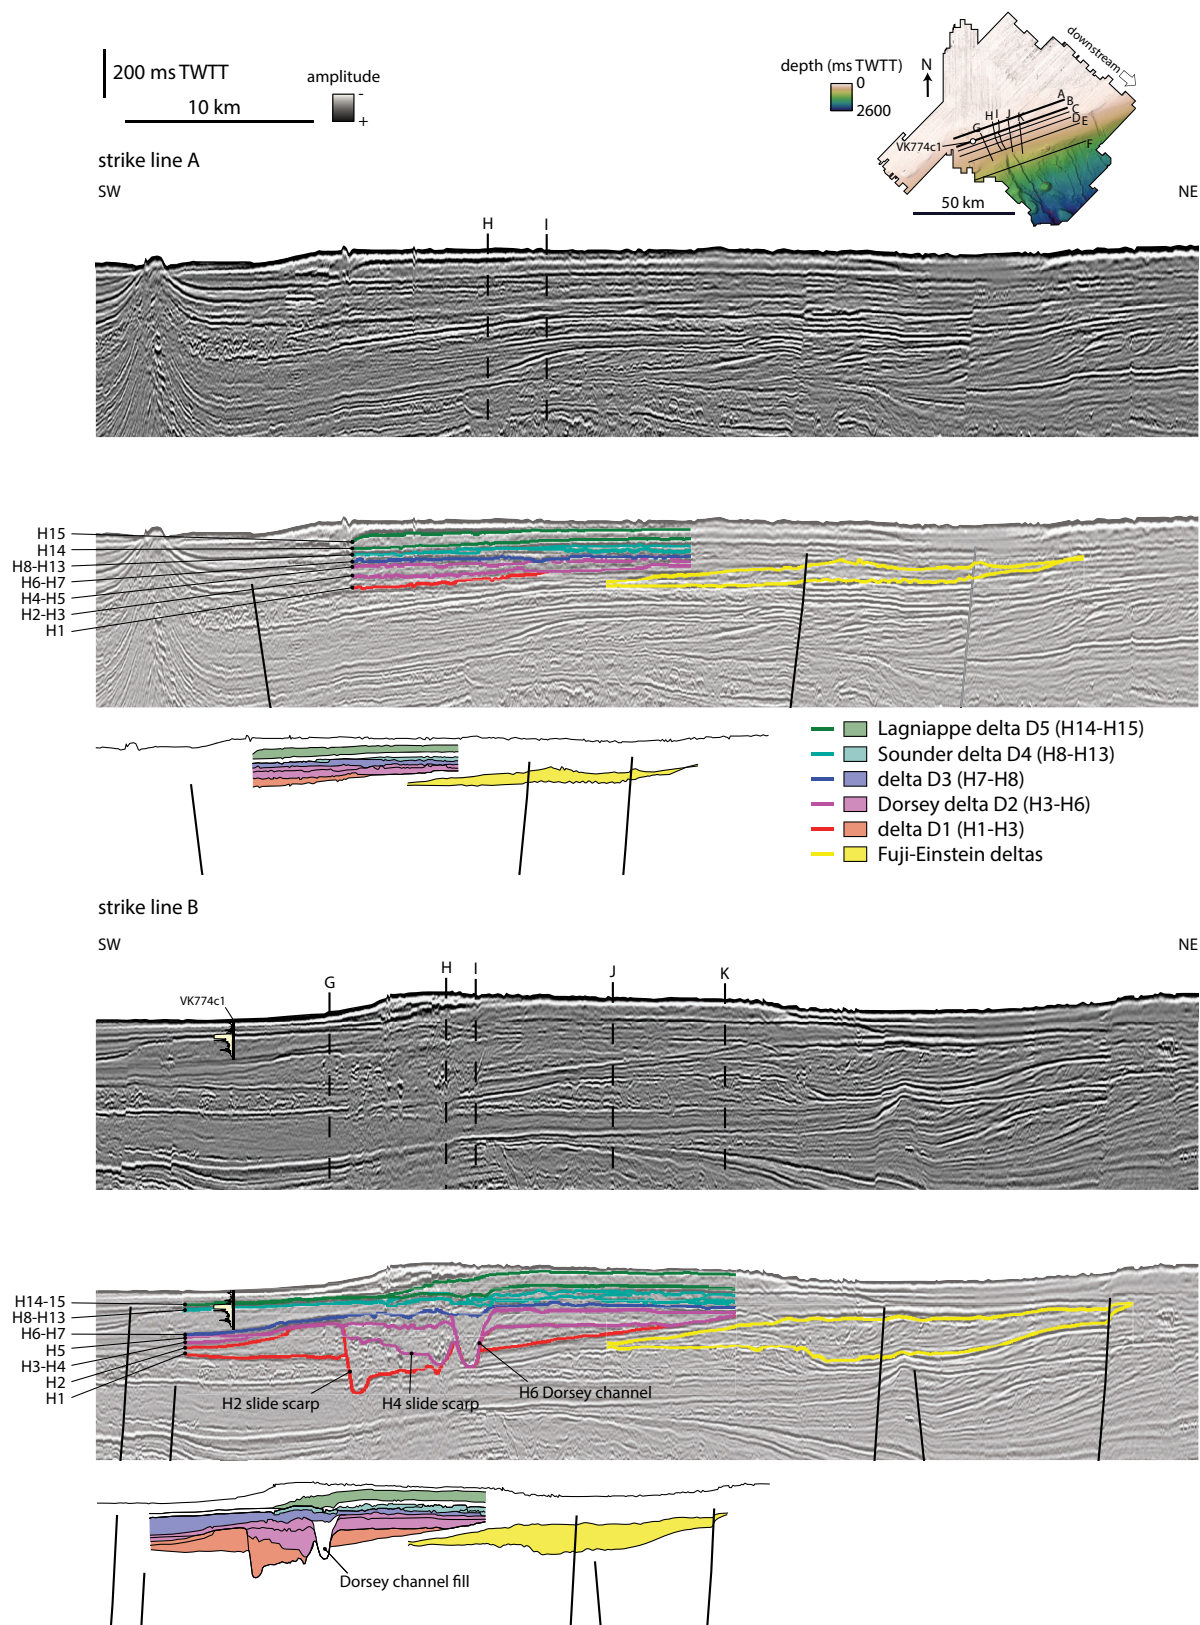 200 ms TWTT
10 km
amplitude
-
+
depth (ms TWTT)
0
2600
N
downstream
A
B
C
D
E
F
G
H
I
J
K
VK774c1
50 km
strike line A
SW
NE
H
I
H15
H14
H8-H13
H6-H7
H4-H5
H2-H3
H1
Lagniappe delta D5 (H14-H15)
Sounder delta D4 (H8-H13)
delta D3 (H7-H8)
Dorsey delta D2 (H3-H6)
delta D1 (H1-H3)
Fuji-Einstein deltas
strike line B
SW
NE
VK774c1
G
H
I
J
K
H14-15
H8-H13
H6-H7
H5
H3-H4
H2
H1
H2 slide scarp
H4 slide scarp
H6 Dorsey channel
Dorsey channel fill